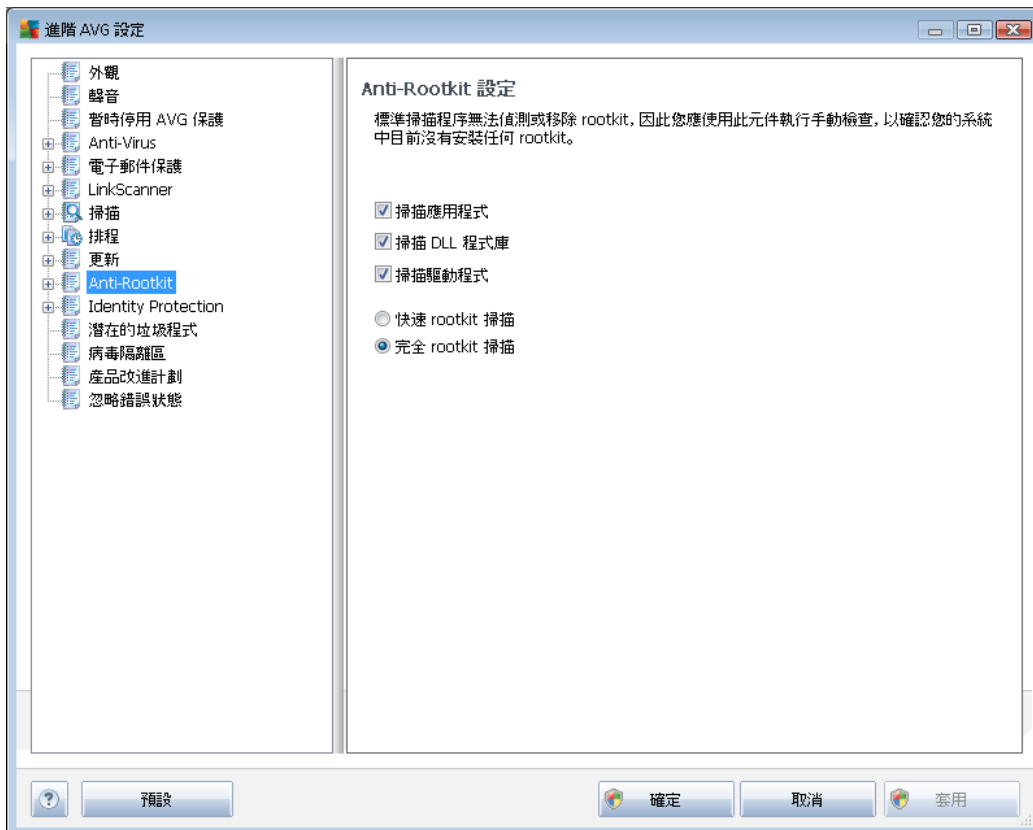 進階 AVG 設定
外觀
聲音
暫時停用 AVG 保護
Anti-Virus
電子郵件保護
LinkScanner
掃描
排程
更新
Anti-Rootkit
Identity Protection
潛在的垃圾程式
病毒隔離區
產品改進計劃
忽略錯誤狀態
Anti-Rootkit 設定
標準掃描程序無法偵測或移除 rootkit, 因此您應使用此元件執行手動檢查, 以確認您的系統
中目前沒有安裝任何 rootkit。
掃描應用程式
掃描 DLL 程式庫
掃描驅動程式
快速 rootkit 掃描
完全 rootkit 掃描
?
預設
確定
取消
套用